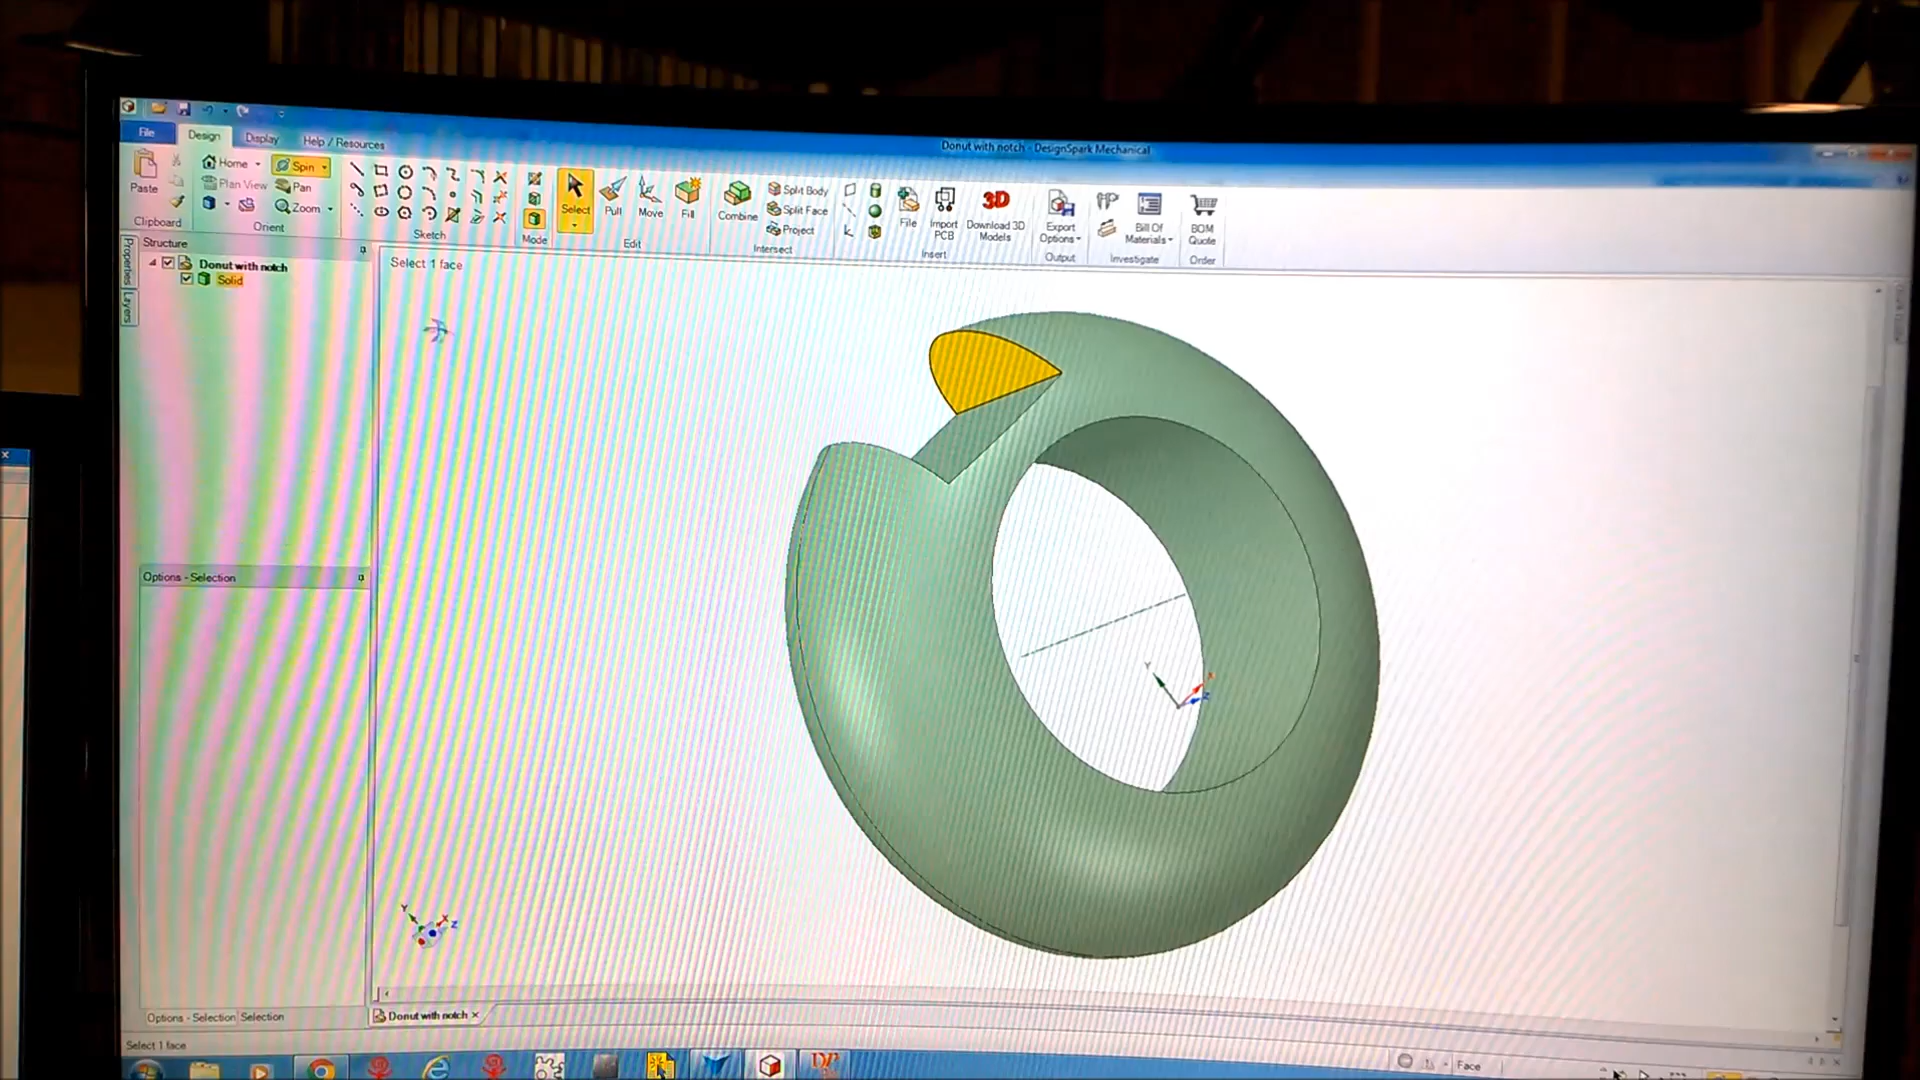 Donut with notch - DesignSpark Mechanical
File Design Display Help / Resources
Paste
Clipboard
Home
Plan View
Spin
Pan
Zoom
Orient
Sketch
Mode
Select
Pull
Move
Fill
Edit
Combine
Split Body
Split Face
Project
Intersect
File
Import PCB
Download 3D Models
3D
Insert
Export Options
Output
Bill Of Materials
Investigate
BOM Quote
Order
Structure
Properties
Layers
Donut with notch
Solid
Select 1 face
Options - Selection
Y
X
Z
Y
X
Z
Options - Selection Selection
Donut with notch
Select 1 face
Face